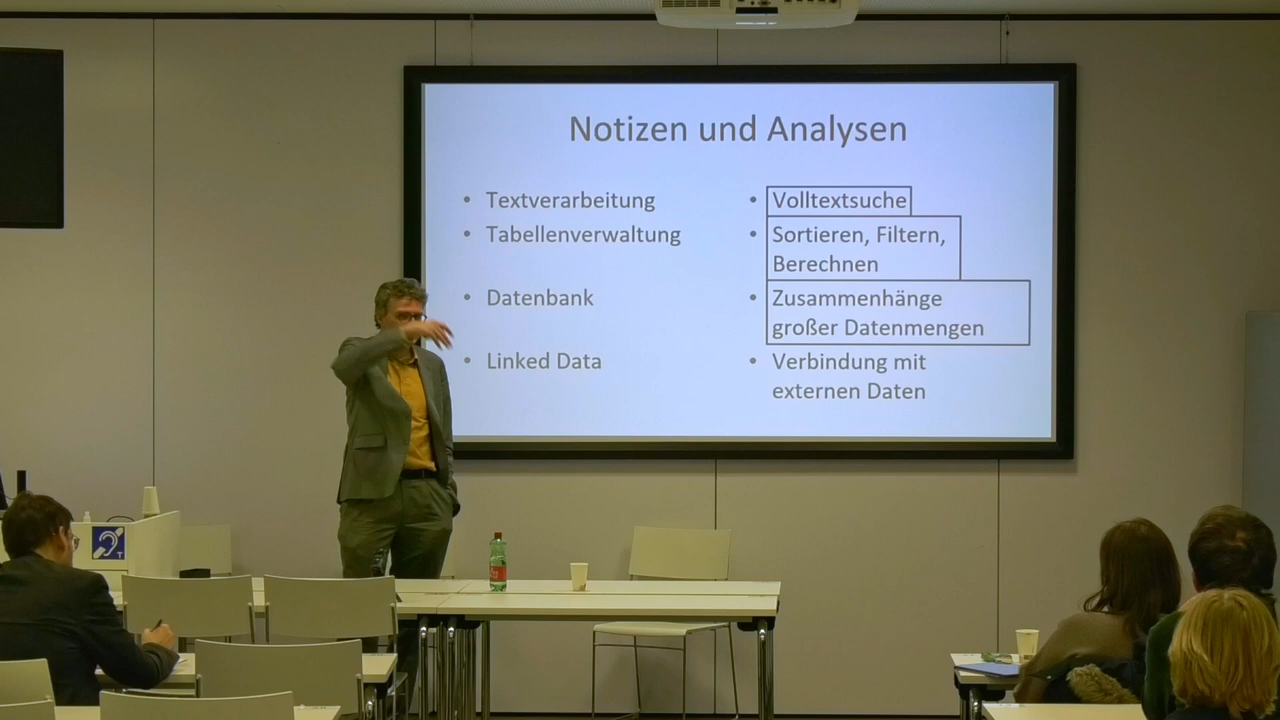 Notizen und Analysen
• Textverarbeitung
• Tabellenverwaltung
• Datenbank
• Linked Data
• Volltextsuche
• Sortieren, Filtern,
Berechnen
• Zusammenhänge
großer Datenmengen
• Verbindung mit
externen Daten
T